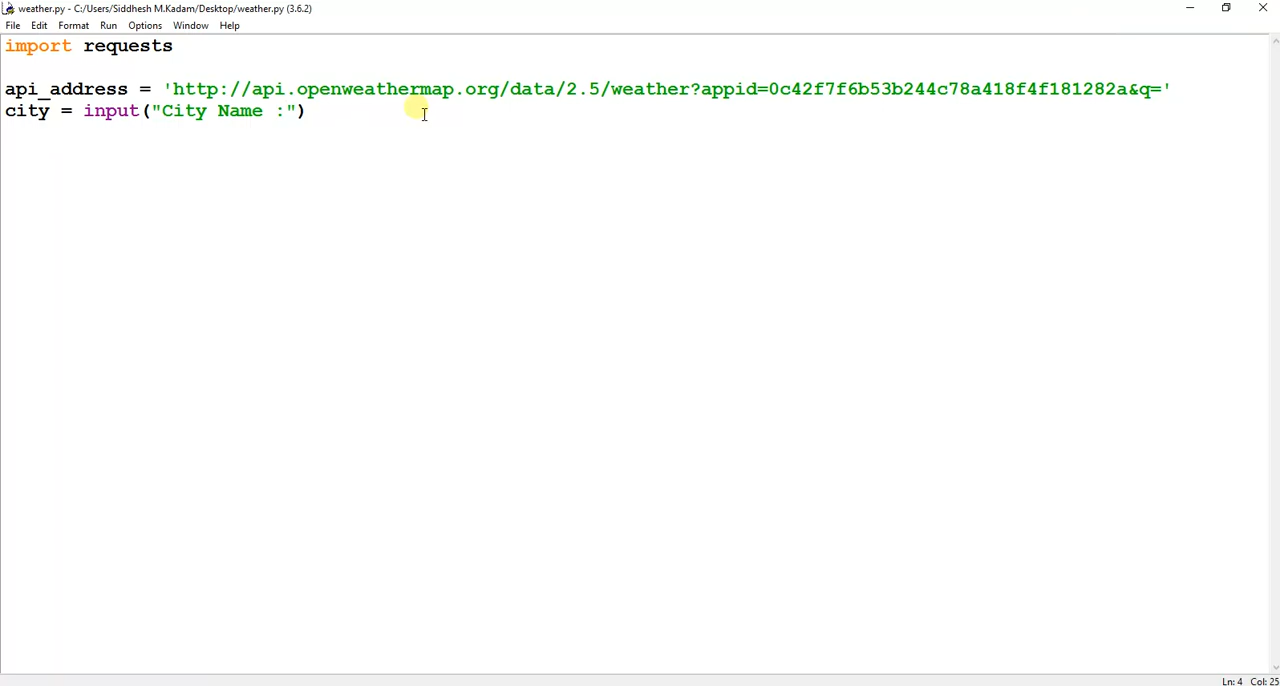 weather.py - C:/Users/Siddhesh M.Kadam/Desktop/weather.py (3.6.2)
File Edit Format Run Options Window Help
import requests
api_address = 'http://api.openweathermap.org/data/2.5/weather?appid=0c42f7f6b53b244c78a418f4f181282a&q='
city = input("City Name :")
Ln: 4 Col: 25